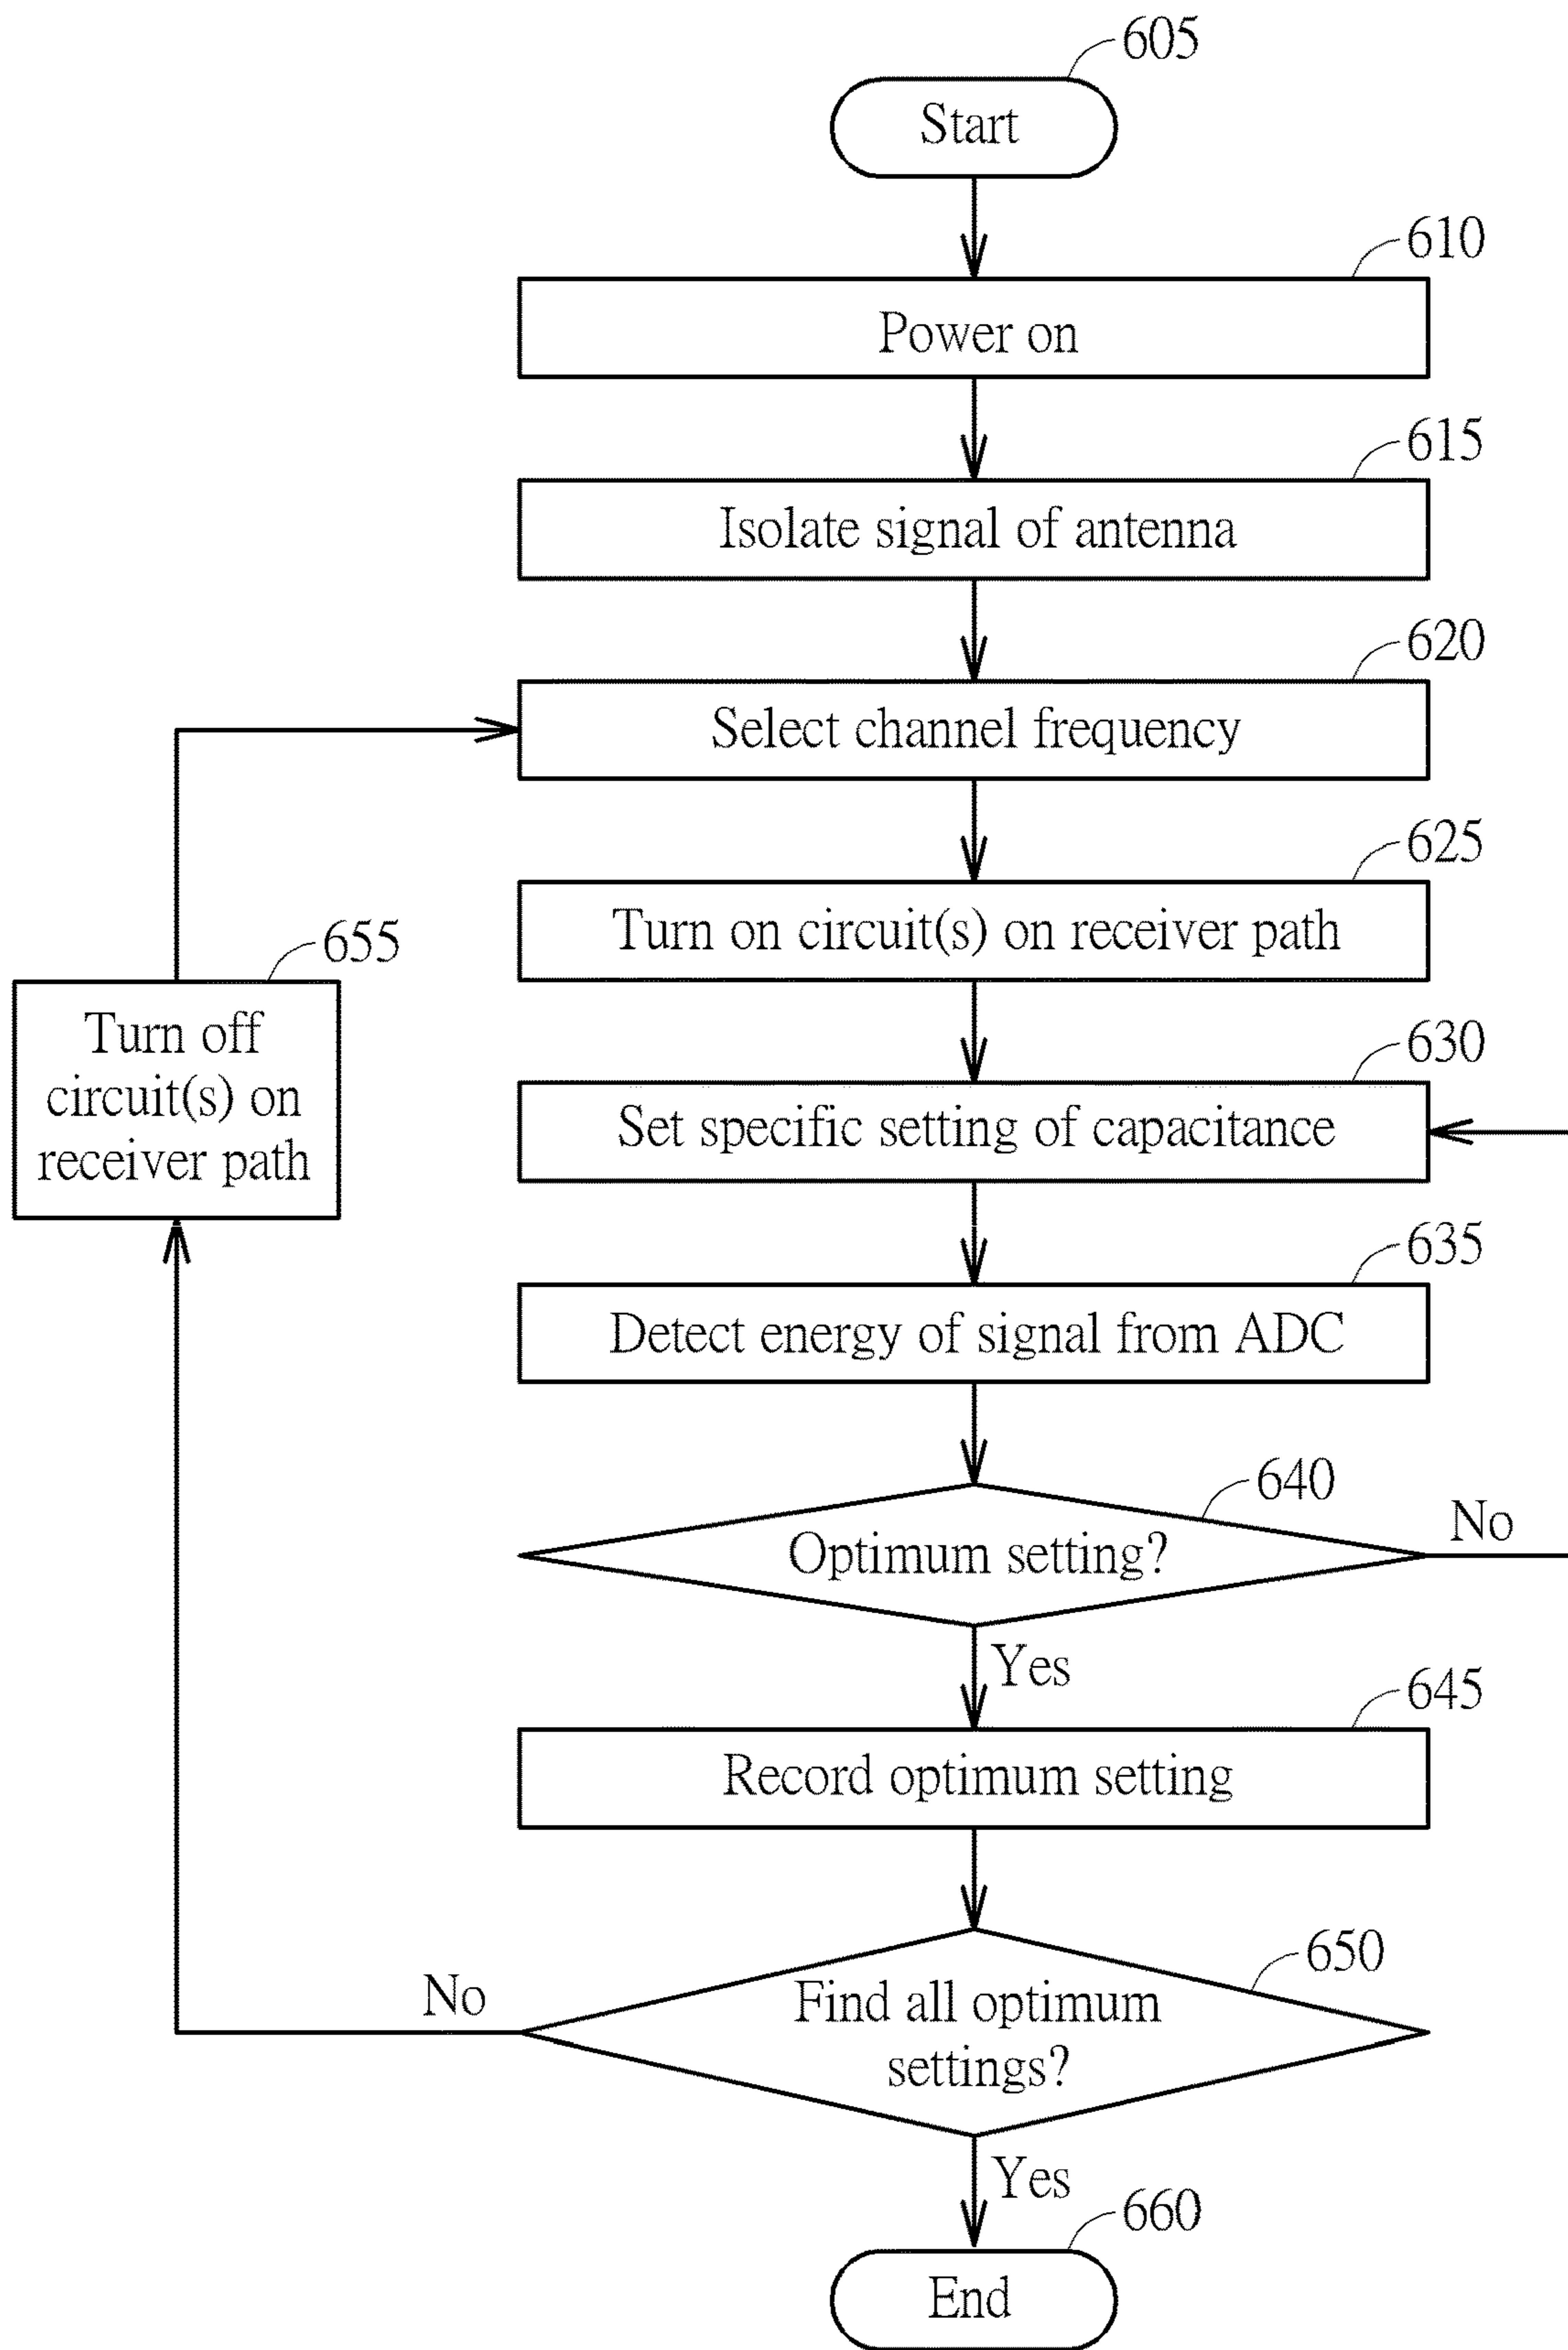 605
Start
610
Power on
615
Isolate signal of antenna
620
Select channel frequency
625
Turn on circuit(s) on receiver path
655
Turn off
circuit(s) on
receiver path
630
Set specific setting of capacitance
635
Detect energy of signal from ADC
640
Optimum setting?
No
Yes
645
Record optimum setting
650
Find all optimum
settings?
No
Yes
660
End